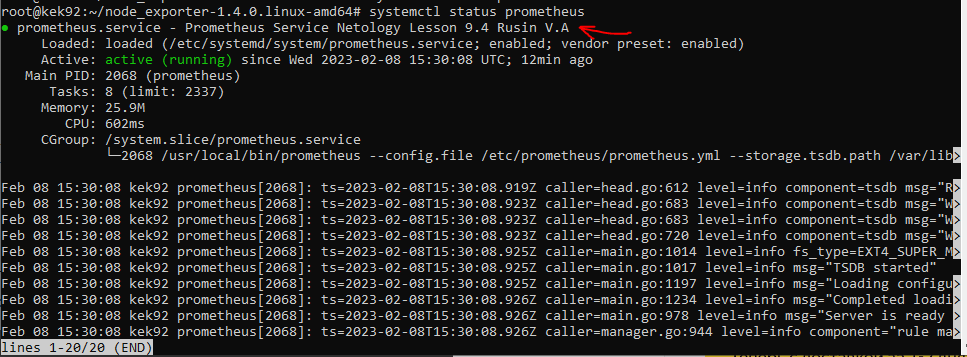 root@kek92:~/node_exporter-1.4.0.linux-amd64# systemctl status prometheus
● prometheus.service - Prometheus Service Netology Lesson 9.4 Rusin V.A
Loaded: loaded (/etc/systemd/system/prometheus.service; enabled; vendor preset: enabled)
Active: active (running) since Wed 2023-02-08 15:30:08 UTC; 12min ago
Main PID: 2068 (prometheus)
Tasks: 8 (limit: 2337)
Memory: 25.9M
CPU: 602ms
CGroup: /system.slice/prometheus.service
└─2068 /usr/local/bin/prometheus --config.file /etc/prometheus/prometheus.yml --storage.tsdb.path /var/lib>
Feb 08 15:30:08 kek92 prometheus[2068]: ts=2023-02-08T15:30:08.919Z caller=head.go:612 level=info component=tsdb msg="R>
Feb 08 15:30:08 kek92 prometheus[2068]: ts=2023-02-08T15:30:08.923Z caller=head.go:683 level=info component=tsdb msg="W>
Feb 08 15:30:08 kek92 prometheus[2068]: ts=2023-02-08T15:30:08.923Z caller=head.go:683 level=info component=tsdb msg="W>
Feb 08 15:30:08 kek92 prometheus[2068]: ts=2023-02-08T15:30:08.923Z caller=head.go:720 level=info component=tsdb msg="W>
Feb 08 15:30:08 kek92 prometheus[2068]: ts=2023-02-08T15:30:08.925Z caller=main.go:1014 level=info fs_type=EXT4_SUPER_M>
Feb 08 15:30:08 kek92 prometheus[2068]: ts=2023-02-08T15:30:08.925Z caller=main.go:1017 level=info msg="TSDB started"
Feb 08 15:30:08 kek92 prometheus[2068]: ts=2023-02-08T15:30:08.925Z caller=main.go:1197 level=info msg="Loading configu>
Feb 08 15:30:08 kek92 prometheus[2068]: ts=2023-02-08T15:30:08.926Z caller=main.go:1234 level=info msg="Completed loadi>
Feb 08 15:30:08 kek92 prometheus[2068]: ts=2023-02-08T15:30:08.926Z caller=main.go:978 level=info msg="Server is ready >
Feb 08 15:30:08 kek92 prometheus[2068]: ts=2023-02-08T15:30:08.926Z caller=manager.go:944 level=info component="rule ma>
lines 1-20/20 (END)